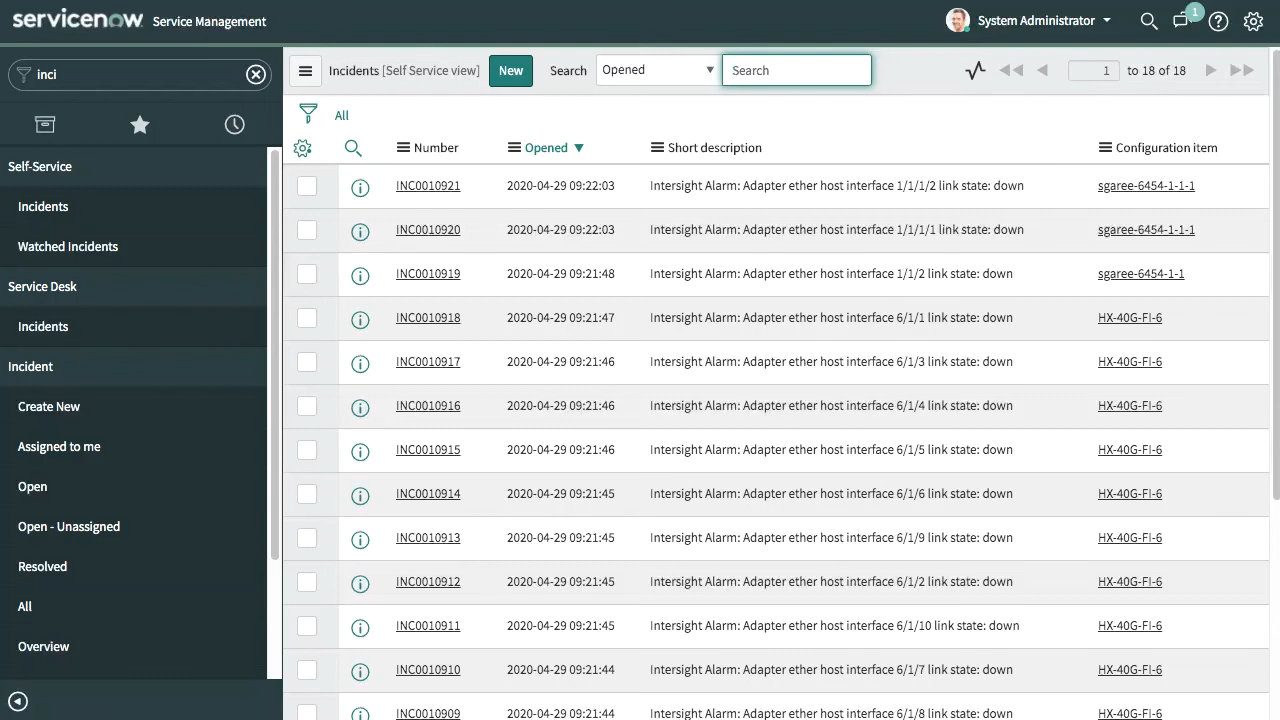 servicenow Service Management
System Administrator
1
inci
Incidents [Self Service view] New Search Opened Search 1 to 18 of 18
All
Number Opened Short description Configuration item
Self-Service
Incidents
Watched Incidents
Service Desk
Incidents
Incident
Create New
Assigned to me
Open
Open - Unassigned
Resolved
All
Overview
INC0010921 2020-04-29 09:22:03 Intersight Alarm: Adapter ether host interface 1/1/1/2 link state: down sgaree-6454-1-1-1
INC0010920 2020-04-29 09:22:03 Intersight Alarm: Adapter ether host interface 1/1/1/1 link state: down sgaree-6454-1-1-1
INC0010919 2020-04-29 09:21:48 Intersight Alarm: Adapter ether host interface 1/1/2 link state: down sgaree-6454-1-1
INC0010918 2020-04-29 09:21:47 Intersight Alarm: Adapter ether host interface 6/1/1 link state: down HX-40G-FI-6
INC0010917 2020-04-29 09:21:46 Intersight Alarm: Adapter ether host interface 6/1/3 link state: down HX-40G-FI-6
INC0010916 2020-04-29 09:21:46 Intersight Alarm: Adapter ether host interface 6/1/4 link state: down HX-40G-FI-6
INC0010915 2020-04-29 09:21:46 Intersight Alarm: Adapter ether host interface 6/1/5 link state: down HX-40G-FI-6
INC0010914 2020-04-29 09:21:45 Intersight Alarm: Adapter ether host interface 6/1/6 link state: down HX-40G-FI-6
INC0010913 2020-04-29 09:21:45 Intersight Alarm: Adapter ether host interface 6/1/9 link state: down HX-40G-FI-6
INC0010912 2020-04-29 09:21:45 Intersight Alarm: Adapter ether host interface 6/1/2 link state: down HX-40G-FI-6
INC0010911 2020-04-29 09:21:45 Intersight Alarm: Adapter ether host interface 6/1/10 link state: down HX-40G-FI-6
INC0010910 2020-04-29 09:21:44 Intersight Alarm: Adapter ether host interface 6/1/7 link state: down HX-40G-FI-6
INC0010909 2020-04-29 09:21:44 Intersight Alarm: Adapter ether host interface 6/1/8 link state: down HX-40G-FI-6